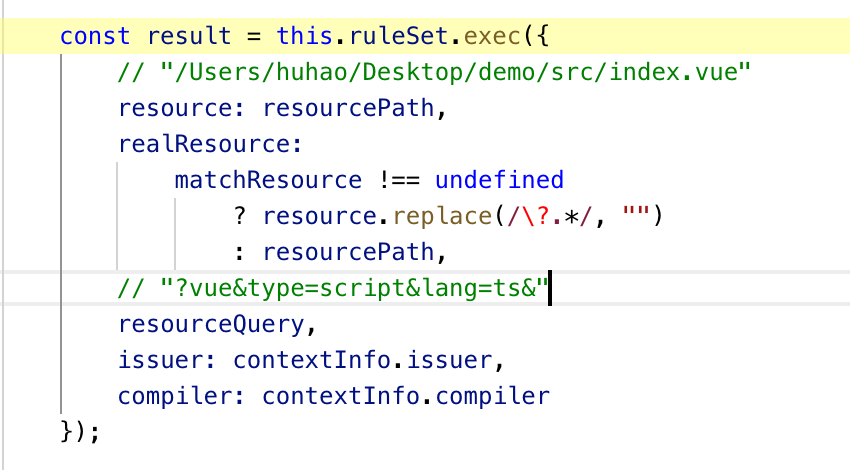 const result = this.ruleSet.exec({
// "/Users/huhao/Desktop/demo/src/index.vue"
resource: resourcePath,
realResource:
matchResource !== undefined
? resource.replace(/\?.*/, "")
: resourcePath,
// "?vue&type=script&lang=ts&"
resourceQuery,
issuer: contextInfo.issuer,
compiler: contextInfo.compiler
});